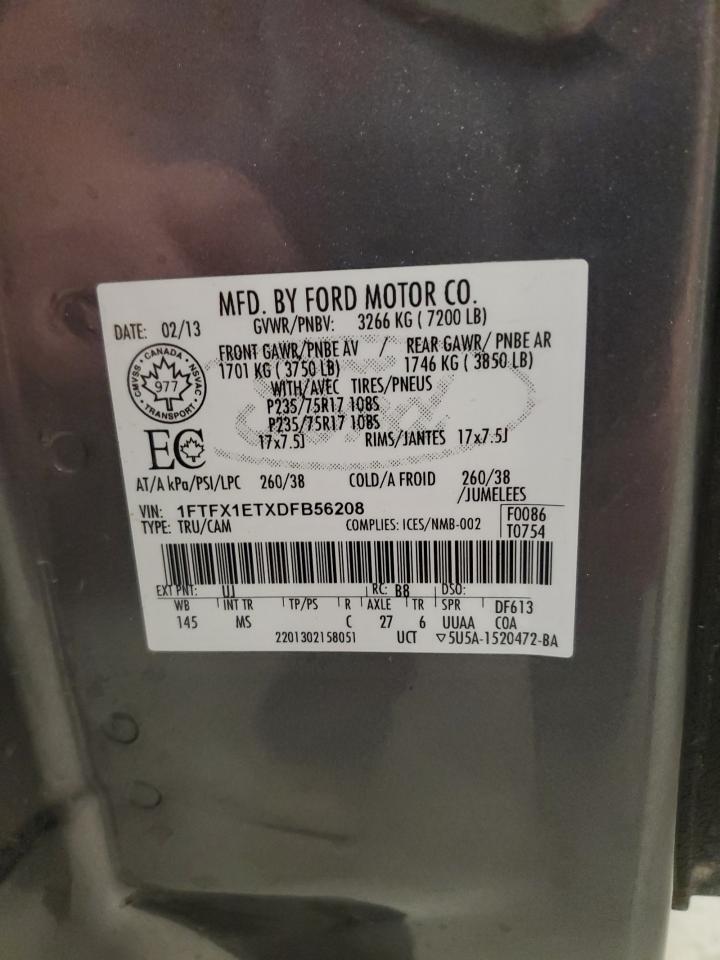 MFD. BY FORD MOTOR CO.
DATE: 02/13
GVWR/PNBV: 3266 KG ( 7200 LB)
FRONT GAWR/PNBE AV / REAR GAWR/ PNBE AR
1701 KG ( 3750 LB) 1746 KG ( 3850 LB)
WITH/AVEC TIRES/PNEUS
P235/75R17 108S
P235/75R17 108S
17x7.5J RIMS/JANTES 17x7.5J
CANADA
CMVSS
NSVAC
977
TRANSPORT
EC
AT/A kPa/PSI/LPC 260/38 COLD/A FROID 260/38
/JUMELEES
VIN: 1FTFX1ETXDFB56208
F0086
TYPE: TRU/CAM COMPLIES: ICES/NMB-002
T0754
EXT PNT: UJ RC: B8 DSO:
WB INT TR TP/PS R AXLE TR SPR DF613
145 MS C 27 6 UUAA COA
2201302158051 UCT ▽5U5A-1520472-BA